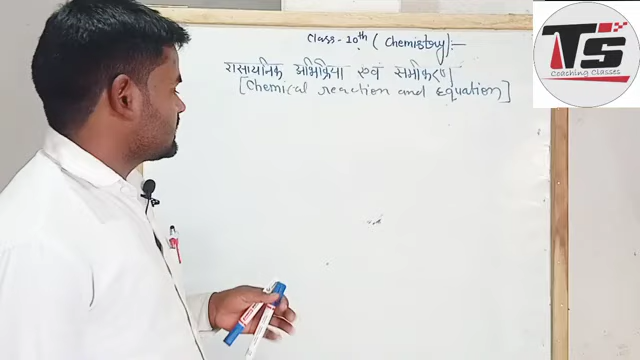 Class - 10th ( Chemistry ) :-
रासायनिक अभिक्रिया एवं समीकरण
[Chemical reaction and Equation]
TS
Coaching Classes